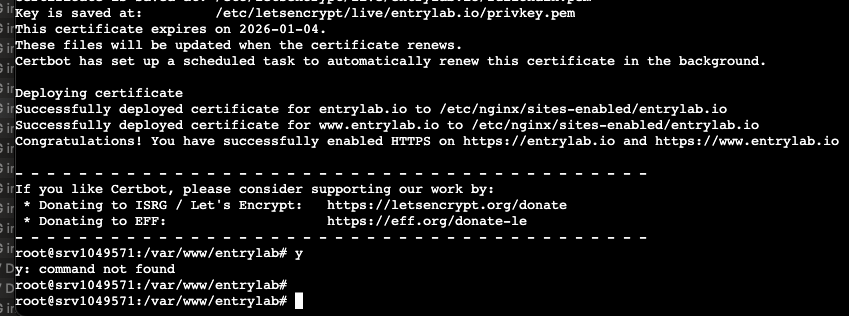 Key is saved at:         /etc/letsencrypt/live/entrylab.io/privkey.pem
This certificate expires on 2026-01-04.
These files will be updated when the certificate renews.
Certbot has set up a scheduled task to automatically renew this certificate in the background.

Deploying certificate
Successfully deployed certificate for entrylab.io to /etc/nginx/sites-enabled/entrylab.io
Successfully deployed certificate for www.entrylab.io to /etc/nginx/sites-enabled/entrylab.io
Congratulations! You have successfully enabled HTTPS on https://entrylab.io and https://www.entrylab.io

- - - - - - - - - - - - - - - - - - - - - - - - - - - - - - - - - - - - - - - -
If you like Certbot, please consider supporting our work by:
 * Donating to ISRG / Let's Encrypt:   https://letsencrypt.org/donate
 * Donating to EFF:                    https://eff.org/donate-le
- - - - - - - - - - - - - - - - - - - - - - - - - - - - - - - - - - - - - - - -
root@srv1049571:/var/www/entrylab# y
y: command not found
root@srv1049571:/var/www/entrylab#
root@srv1049571:/var/www/entrylab#